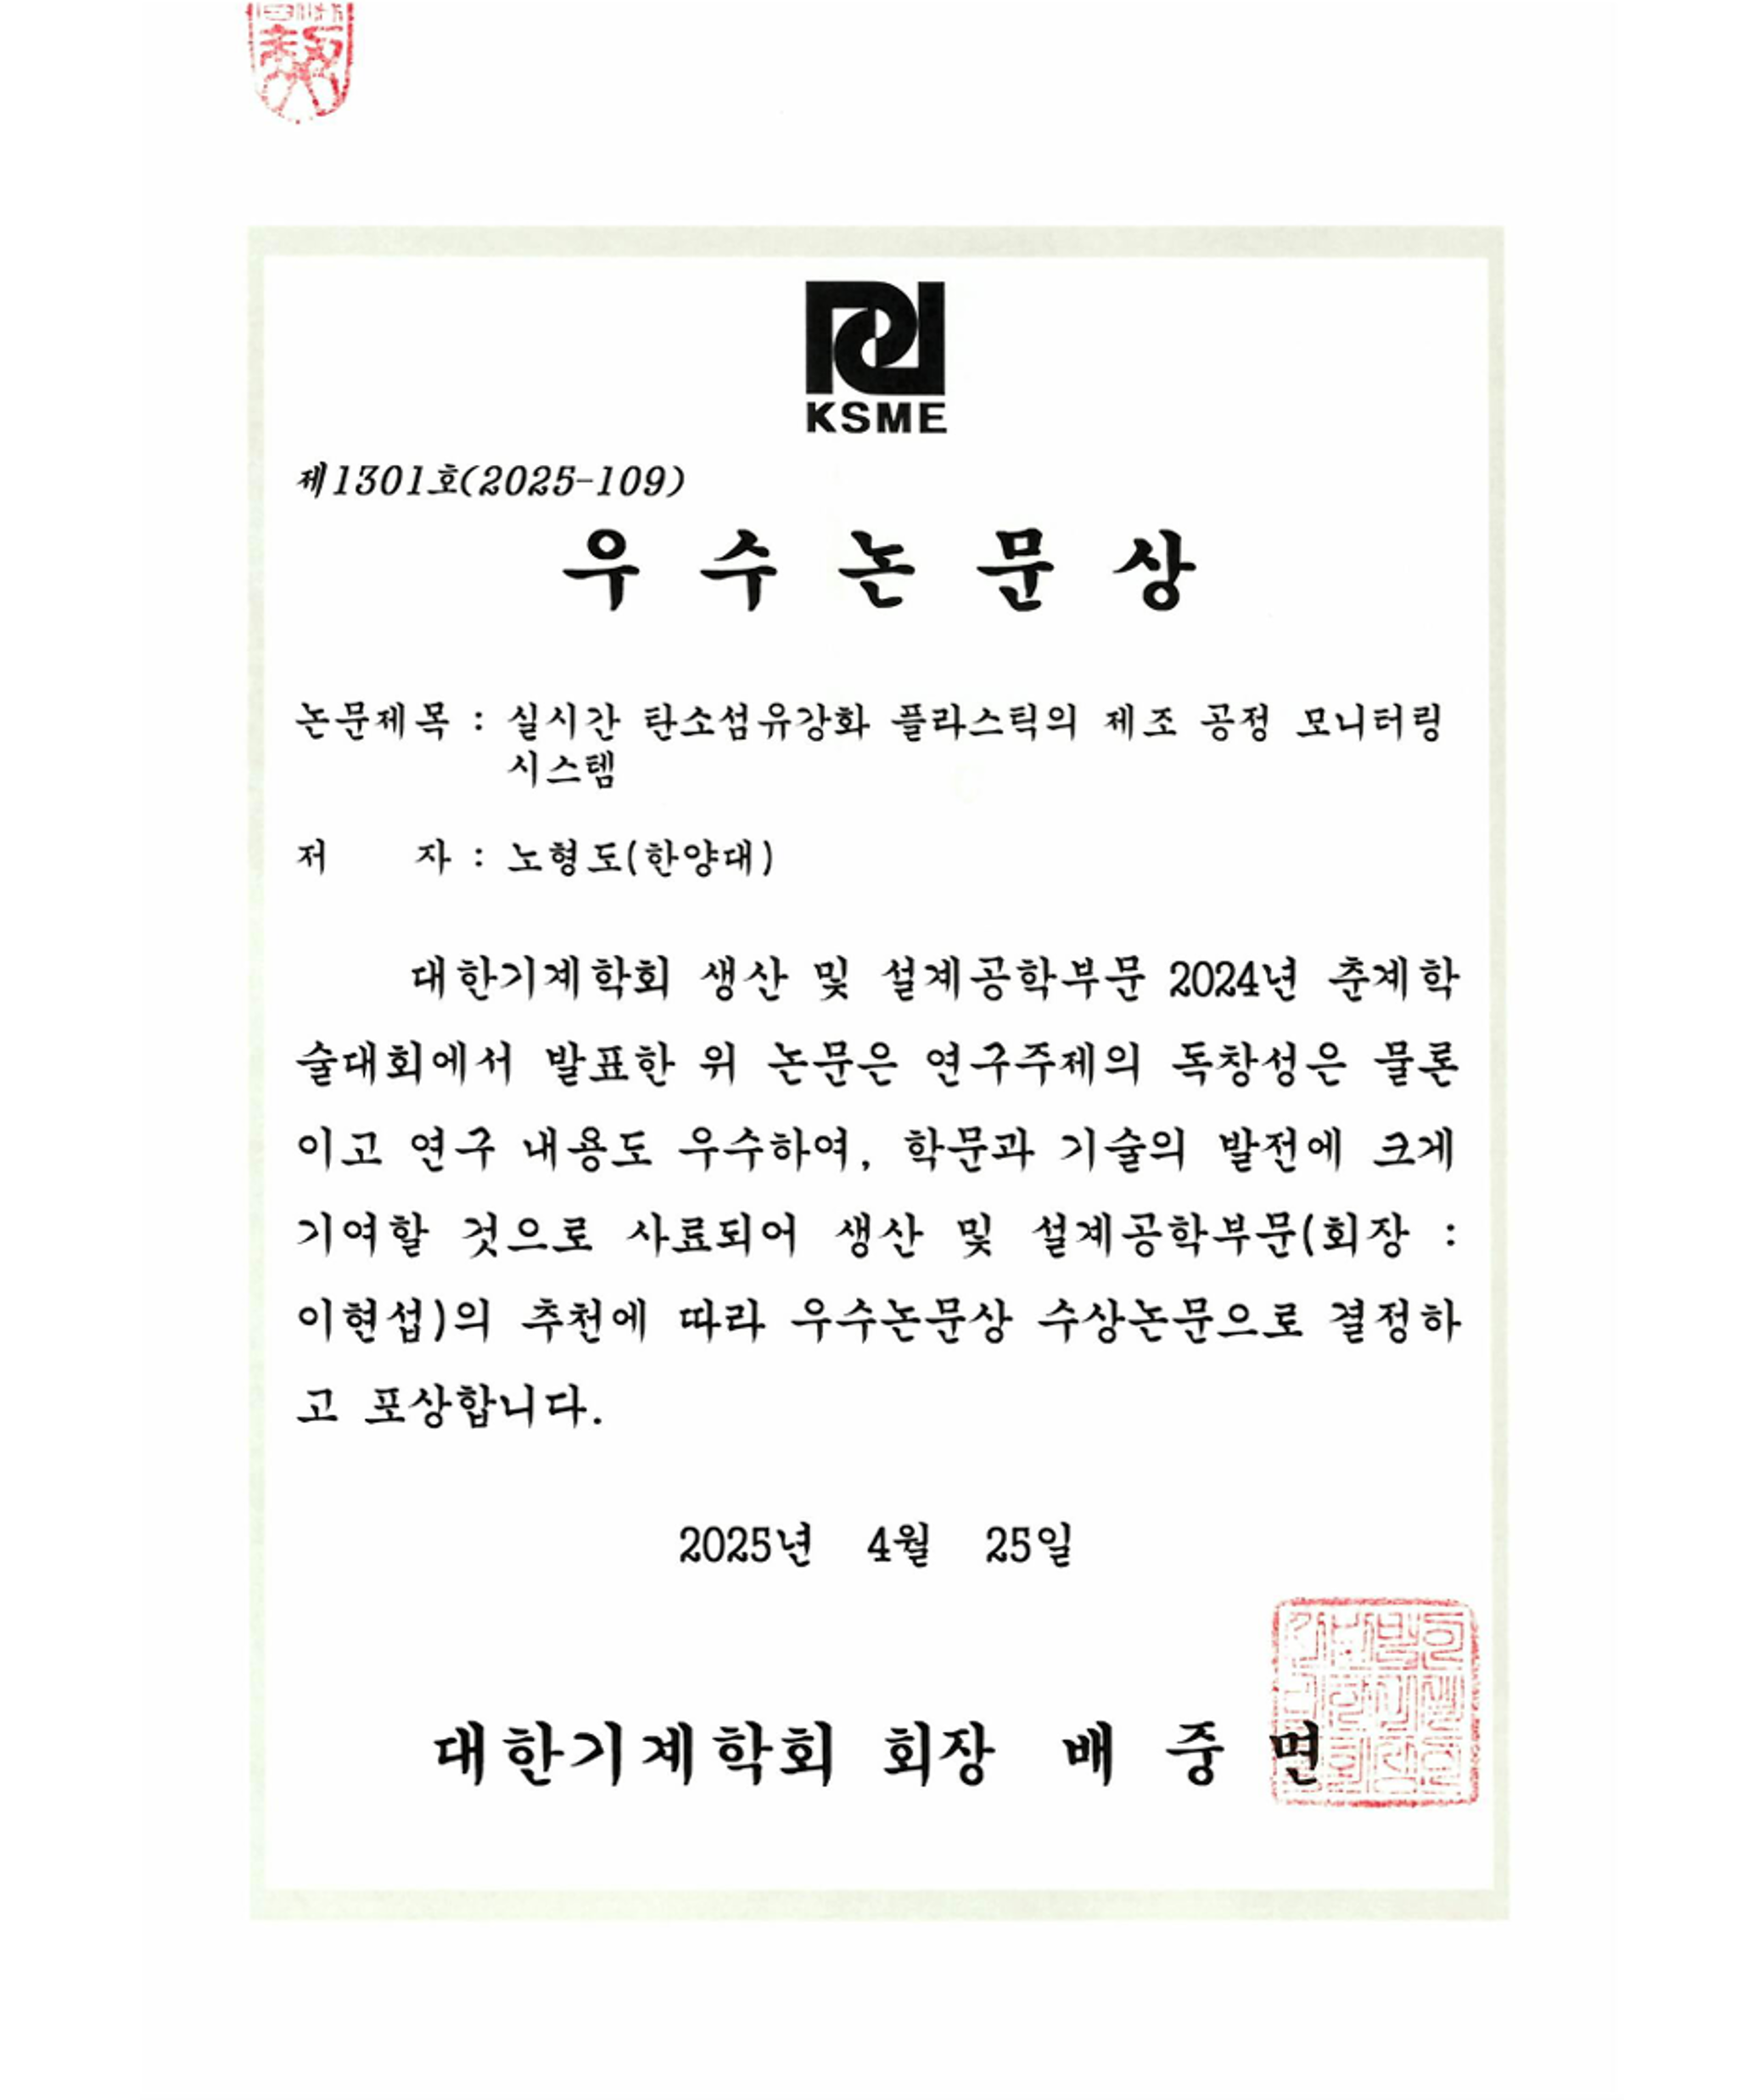 KSME
제1301호(2025-109)
우 수 논 문 상
논문제목 : 실시간 탄소섬유강화 플라스틱의 제조 공정 모니터링
시스템
저 자 : 노형도(한양대)
대한기계학회 생산 및 설계공학부문 2024년 춘계학
술대회에서 발표한 위 논문은 연구주제의 독창성은 물론
이고 연구 내용도 우수하여, 학문과 기술의 발전에 크게
기여할 것으로 사료되어 생산 및 설계공학부문(회장 :
이현섭)의 추천에 따라 우수논문상 수상논문으로 결정하
고 포상합니다.
2025년 4월 25일
대한기계학회 회장 배 중 면